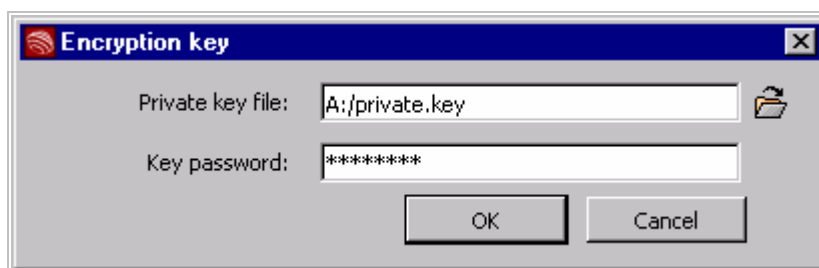 Encryption key
Private key file: A:/private.key
Key password: ********
OK Cancel